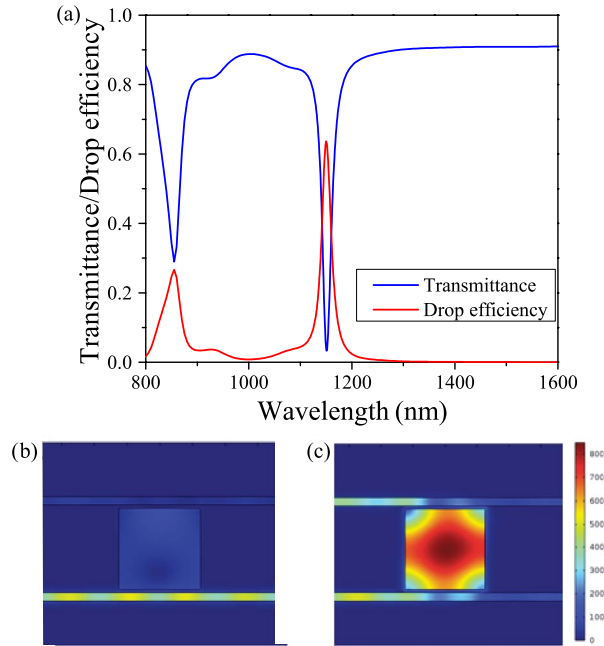 (a)
Transmittance/Drop efficiency
1.0
0.8
0.6
0.4
0.2
0.0
Transmittance
Drop efficiency
800 1000 1200 1400 1600
Wavelength (nm)
(b)
(c)
800
700
600
500
400
300
200
100
0